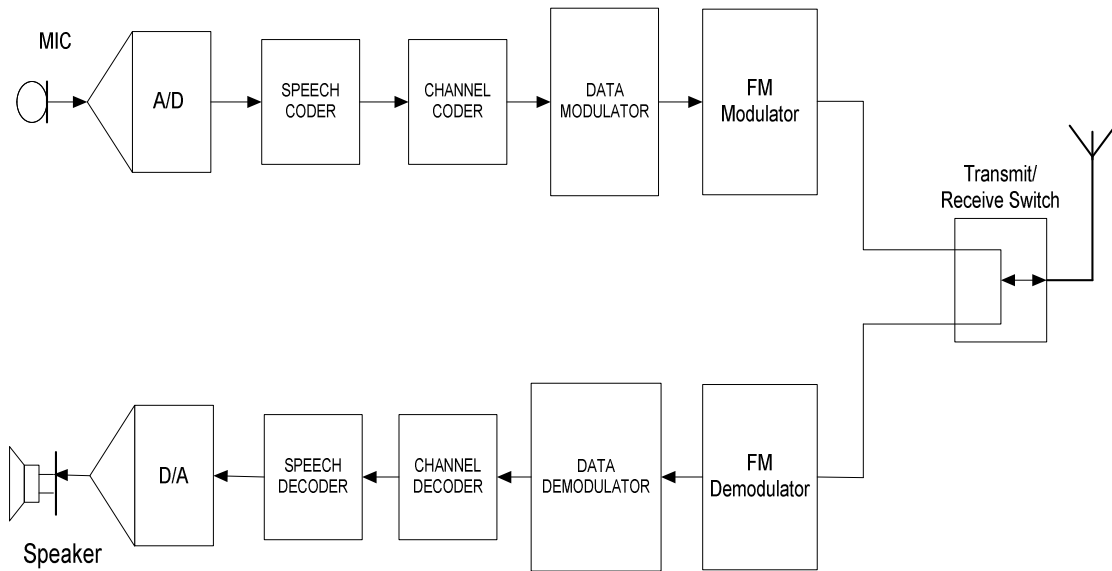 MIC
A/D
SPEECH
CODER
CHANNEL
CODER
DATA
MODULATOR
FM
Modulator
Transmit/
Receive Switch
D/A
SPEECH
DECODER
CHANNEL
DECODER
DATA
DEMODULATOR
FM
Demodulator
Speaker